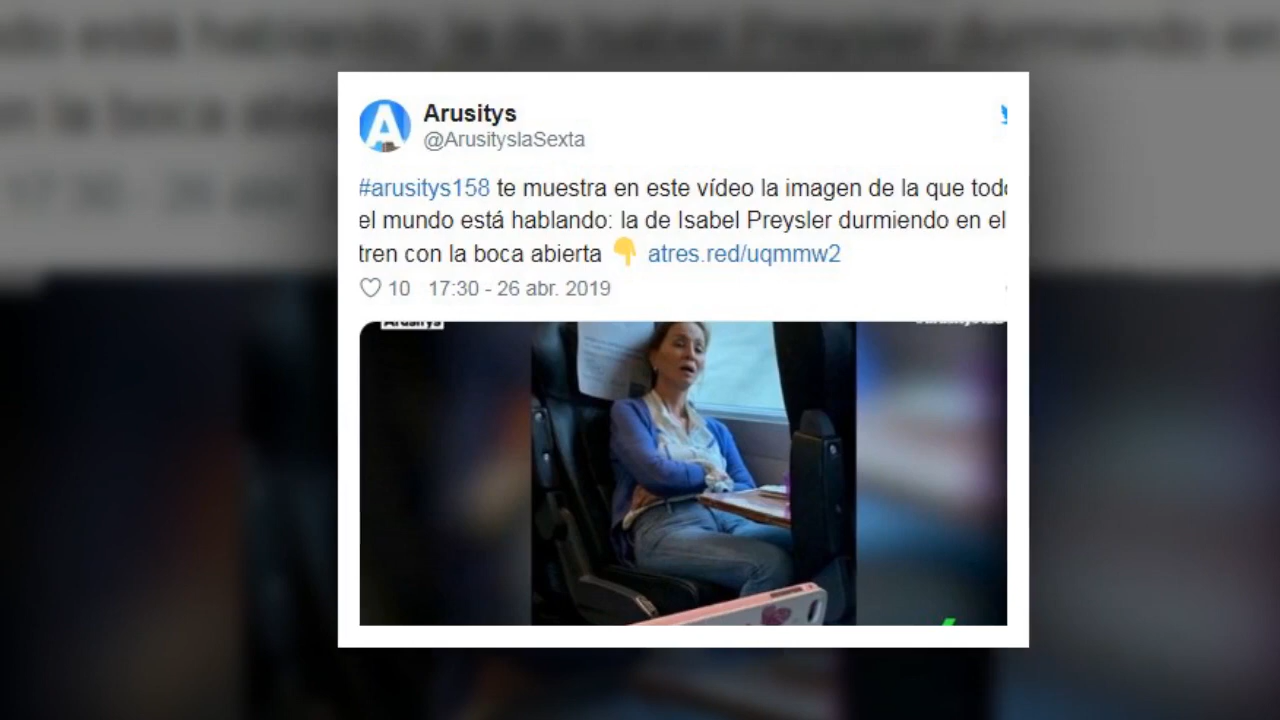 Arusitys
@ArusityslaSexta
#arusitys158 te muestra en este vídeo la imagen de la que tod
el mundo está hablando: la de Isabel Preysler durmiendo en el
tren con la boca abierta 👇 atres.red/uqmmw2
10 17:30 - 26 abr. 2019
Arusitys